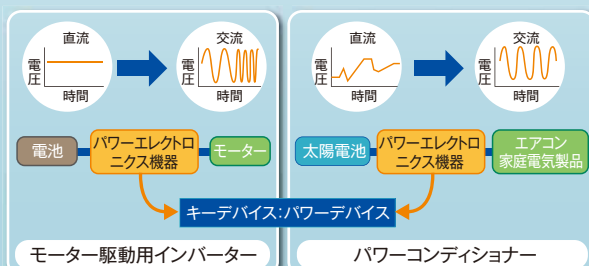 直流
電圧
時間
交流
電圧
時間
電池
パワーエレクトロ
ニクス機器
モーター
直流
電圧
時間
交流
電圧
時間
太陽電池
パワーエレクトロ
ニクス機器
エアコン
家庭電気製品
キーデバイス：パワーデバイス
モーター駆動用インバーター
パワーコンディショナー